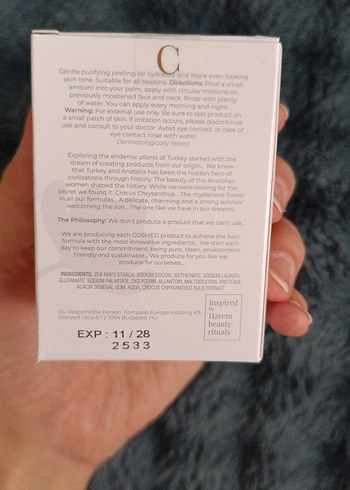 C
Gentle purifying peeling for hydrated and more even looking
skin tone. Suitable for all seasons. Directions: Pour a small
amount into your palm, apply with circular motions on
previously moistened face and neck. Rinse with plenty
of water. You can apply every morning and night.
Warning: For external use only. Be sure to test product on
a small patch of skin. If irritation occurs, please discontinue
use and consult to your doctor. Avoid eye contact. In case of
eye contact rinse with water.
Dermatologically tested
Exploring the endemic plants of Turkey started with the
dream of creating products from our origin... We knew
that Turkey and Anatolia has been the hidden hero of
civilizations through history. The beauty of the Anatolian
women shaped the history. While we were looking for the
secret we found it: Crocus Chrysanthus... The mysterious flower
in all our formulas... A delicate, charming and a strong survivor
welcoming the sun... The one like we have in our dreams...
The Philosophy: We don't produce a product that we can't use...
We are producing each COSMED product to achieve the best
formula with the most innovative ingredients... We start each
day to keep our commitment; being pure, clean, environment
friendly and sustainable... We produce for you like we
produce for ourselves...
INGREDIENTS: ZEA MAYS STARCH, SODIUM COCOYL ISETHIONATE, SODIUM LAUROYL
GLUTAMATE, SODIUM PALMITATE, DIGLYCERIN, ALLANTOIN, MALTODEXTRIN, PROTEASE,
ACACIA SENEGAL GUM, AQUA, CROCUS CHRYSANTHUS BULB EXTRACT
inspired
by
Harem
beauty
rituals
EU Responsible Person: Kompass Europe Holding Kft
EXP : 11 / 28
2533